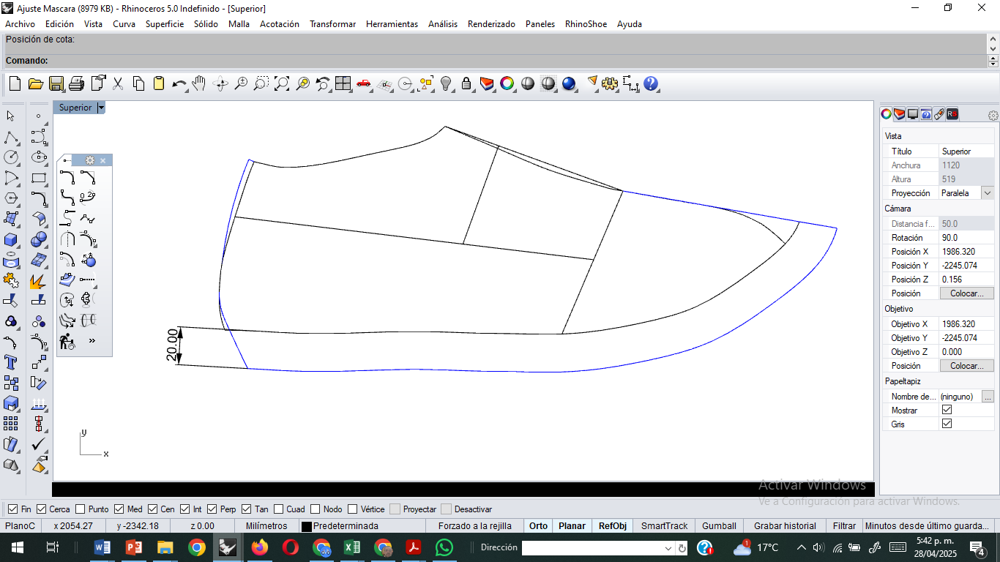 Ajuste Mascara (8979 KB) - Rhinoceros 5.0 Indefinido - [Superior]
Archivo Edición Vista Curva Superficie Sólido Malla Acotación Transformar Herramientas Análisis Renderizado Paneles RhinoShoe Ayuda
Posición de cota:
Comando:
Superior
Vista
Título Superior
Anchura 1120
Altura 519
Proyección Paralela
Cámara
Distancia f... 50.0
Rotación 90.0
Posición X 1986.320
Posición Y -2245.074
Posición Z 0.156
Posición Colocar...
Objetivo
Objetivo X 1986.320
Objetivo Y -2245.074
Objetivo Z 0.000
Posición Colocar...
Papeltapiz
Nombre de... (ninguno) ...
Mostrar
Gris
20.00
y
x
Activar Windows
Ve a Configuración para activar Windows.
Fin Cerca Punto Med Cen Int Perp Tan Cuad Nodo Vértice Proyectar Desactivar
PlanoC x 2054.27 y -2342.18 z 0.00 Milímetros Predeterminada Forzado a la rejilla Orto Planar RefObj SmartTrack Gumball Grabar historial Filtrar Minutos desde último guarda...
Dirección 17°C 5:42 p. m.
28/04/2025
4